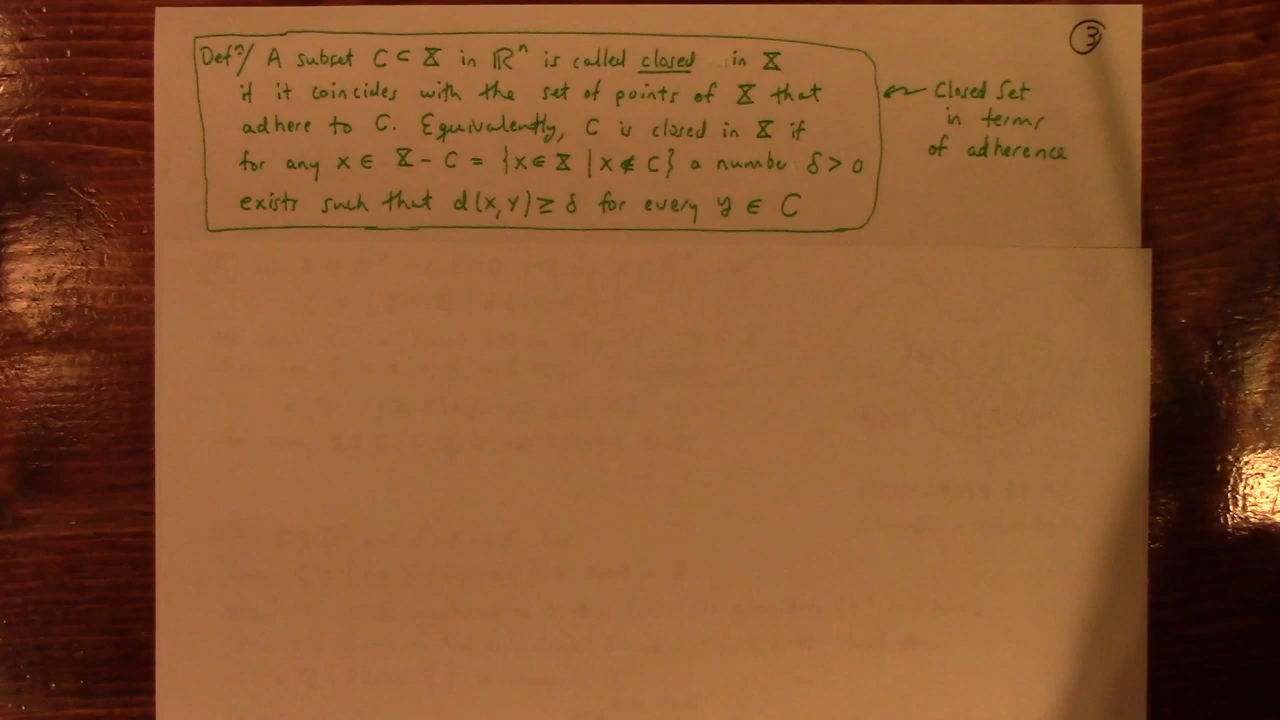 ③
Defⁿ/ A subset C ⊂ X in ℝⁿ is called closed in X
if it coincides with the set of points of X that
adhere to C. Equivalently, C is closed in X if
for any x ∈ X - C = {x ∈ X | x ∉ C} a number δ > 0
exists such that d(x,y) ≥ δ for every y ∈ C
← Closed Set
in terms
of adherence